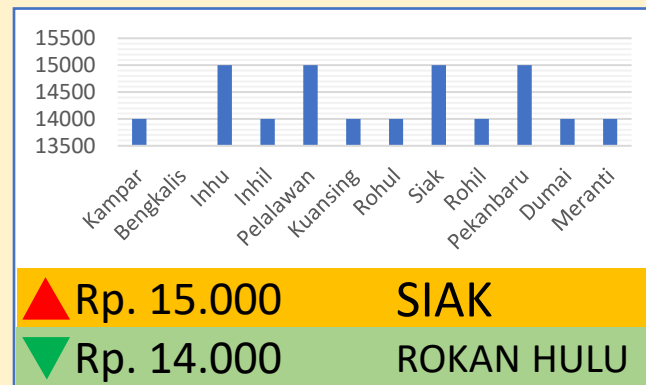 15500
15000
14500
14000
13500
Kampar
Bengkalis
Inhu
Inhil
Pelalawan
Kuansing
Rohul
Siak
Rohil
Pekanbaru
Dumai
Meranti
Rp. 15.000 SIAK
Rp. 14.000 ROKAN HULU